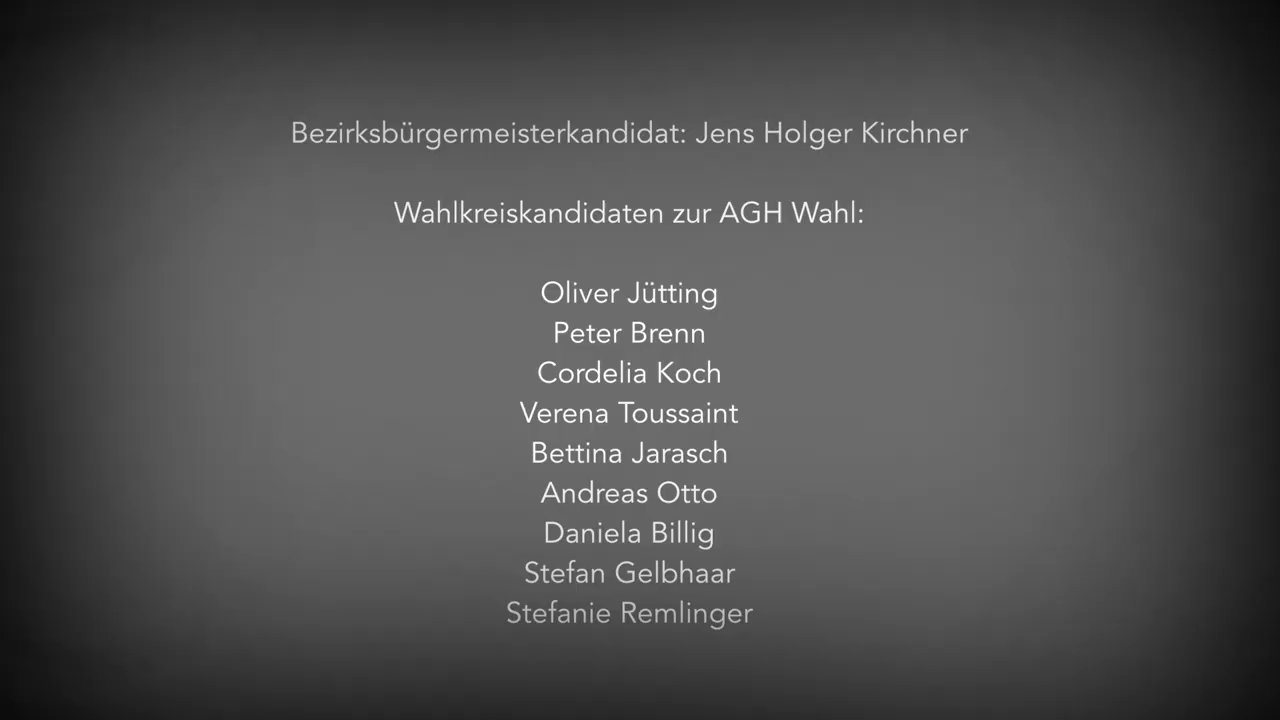 Bezirksbürgermeisterkandidat: Jens Holger Kirchner
Wahlkreiskandidaten zur AGH Wahl:
Oliver Jütting
Peter Brenn
Cordelia Koch
Verena Toussaint
Bettina Jarasch
Andreas Otto
Daniela Billig
Stefan Gelbhaar
Stefanie Remlinger